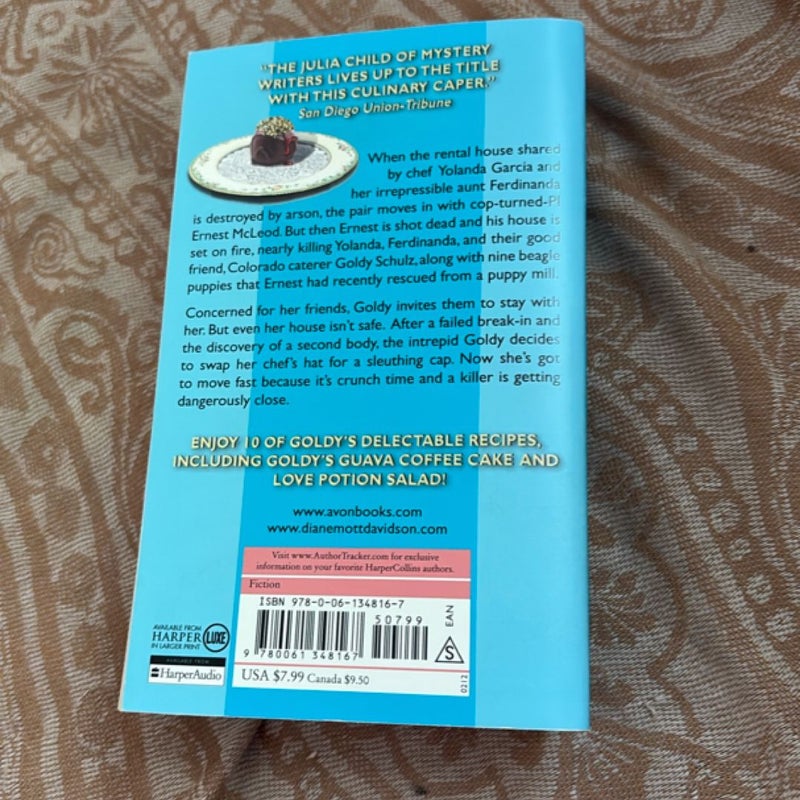 "THE JULIA CHILD OF MYSTERY
WRITERS LIVES UP TO THE TITLE
WITH THIS CULINARY CAPER."
San Diego Union-Tribune
When the rental house shared
by chef Yolanda Garcia and
her irrepressible aunt Ferdinanda
is destroyed by arson, the pair moves in with cop-turned-PI
Ernest McLeod. But then Ernest is shot dead and his house is
set on fire, nearly killing Yolanda, Ferdinanda, and their good
friend, Colorado caterer Goldy Schulz, along with nine beagle
puppies that Ernest had recently rescued from a puppy mill.
Concerned for her friends, Goldy invites them to stay with
her. But even her house isn't safe. After a failed break-in and
the discovery of a second body, the intrepid Goldy decides
to swap her chef's hat for a sleuthing cap. Now she's got
to move fast because it's crunch time and a killer is getting
dangerously close.
ENJOY 10 OF GOLDY'S DELECTABLE RECIPES,
INCLUDING GOLDY'S GUAVA COFFEE CAKE AND
LOVE POTION SALAD!
www.avonbooks.com
www.dianemottdavidson.com
Visit www.AuthorTracker.com for exclusive
information on your favorite HarperCollins authors.
Fiction
ISBN 978-0-06-134816-7
50799
EAN
9 780061 348167
S
USA $7.99 Canada $9.50
0212
AVAILABLE FROM
HARPER LUXE
IN LARGER PRINT
AVAILABLE FROM
HarperAudio